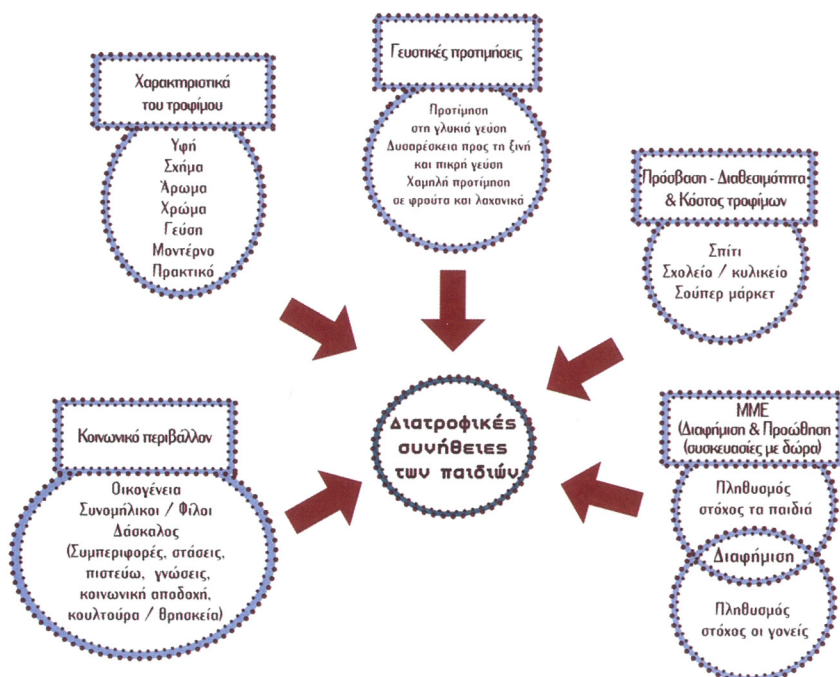 Χαρακτηριστικά
του τροφίμου
Υφή
Σχήμα
Άρωμα
Χρώμα
Γεύση
Μοντέρνο
Πρακτικό
Γευστικές προτιμήσεις
Προτίμηση
στη γλυκιά γεύση
Δυσαρέσκεια προς τη ξινή
και πικρή γεύση
Χαμηλή προτίμηση
σε φρούτα και λαχανικά
Πρόσβαση - Διαθεσιμότητα
& Κόστος τροφίμων
Σπίτι
Σχολείο / κυλικείο
Σούπερ μάρκετ
Κοινωνικό περιβάλλον
Οικογένεια
Συνομήλικοι / Φίλοι
Δάσκαλος
(Συμπεριφορές, στάσεις,
πιστεύω, γνώσεις,
κοινωνική αποδοχή,
κουλτούρα / θρησκεία)
Διατροφικές
συνήθειες
των παιδιών
ΜΜΕ
(Διαφήμιση & Προώθηση
(συσκευασίες με δώρα)
Πληθυσμός
στόχος τα παιδιά
Διαφήμιση
Πληθυσμός
στόχος οι γονείς